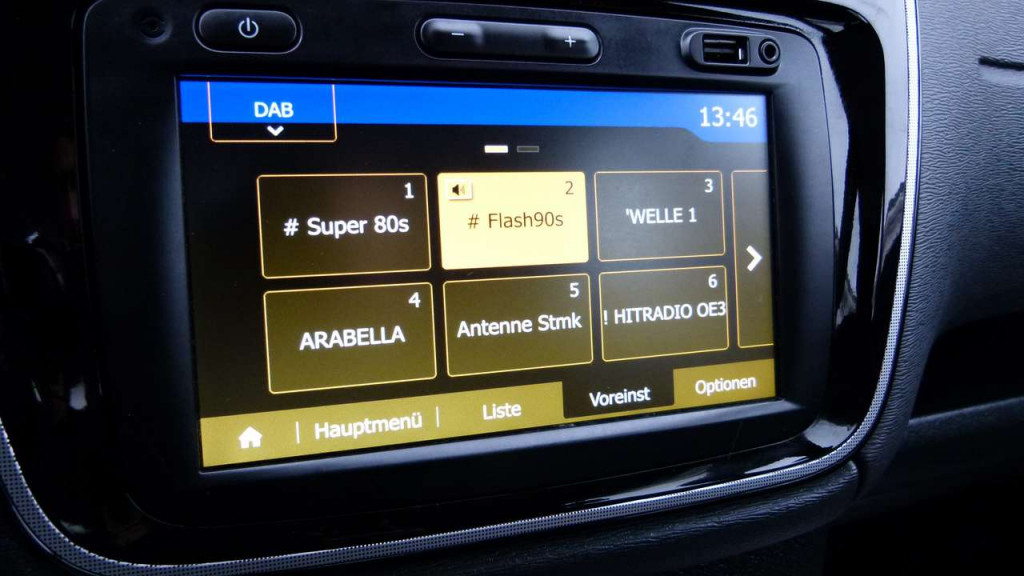 DAB
13:46
1
# Super 80s
2
# Flash90s
3
'WELLE 1
4
ARABELLA
5
Antenne Stmk
6
! HITRADIO OE3
Hauptmenü
Liste
Voreinst
Optionen